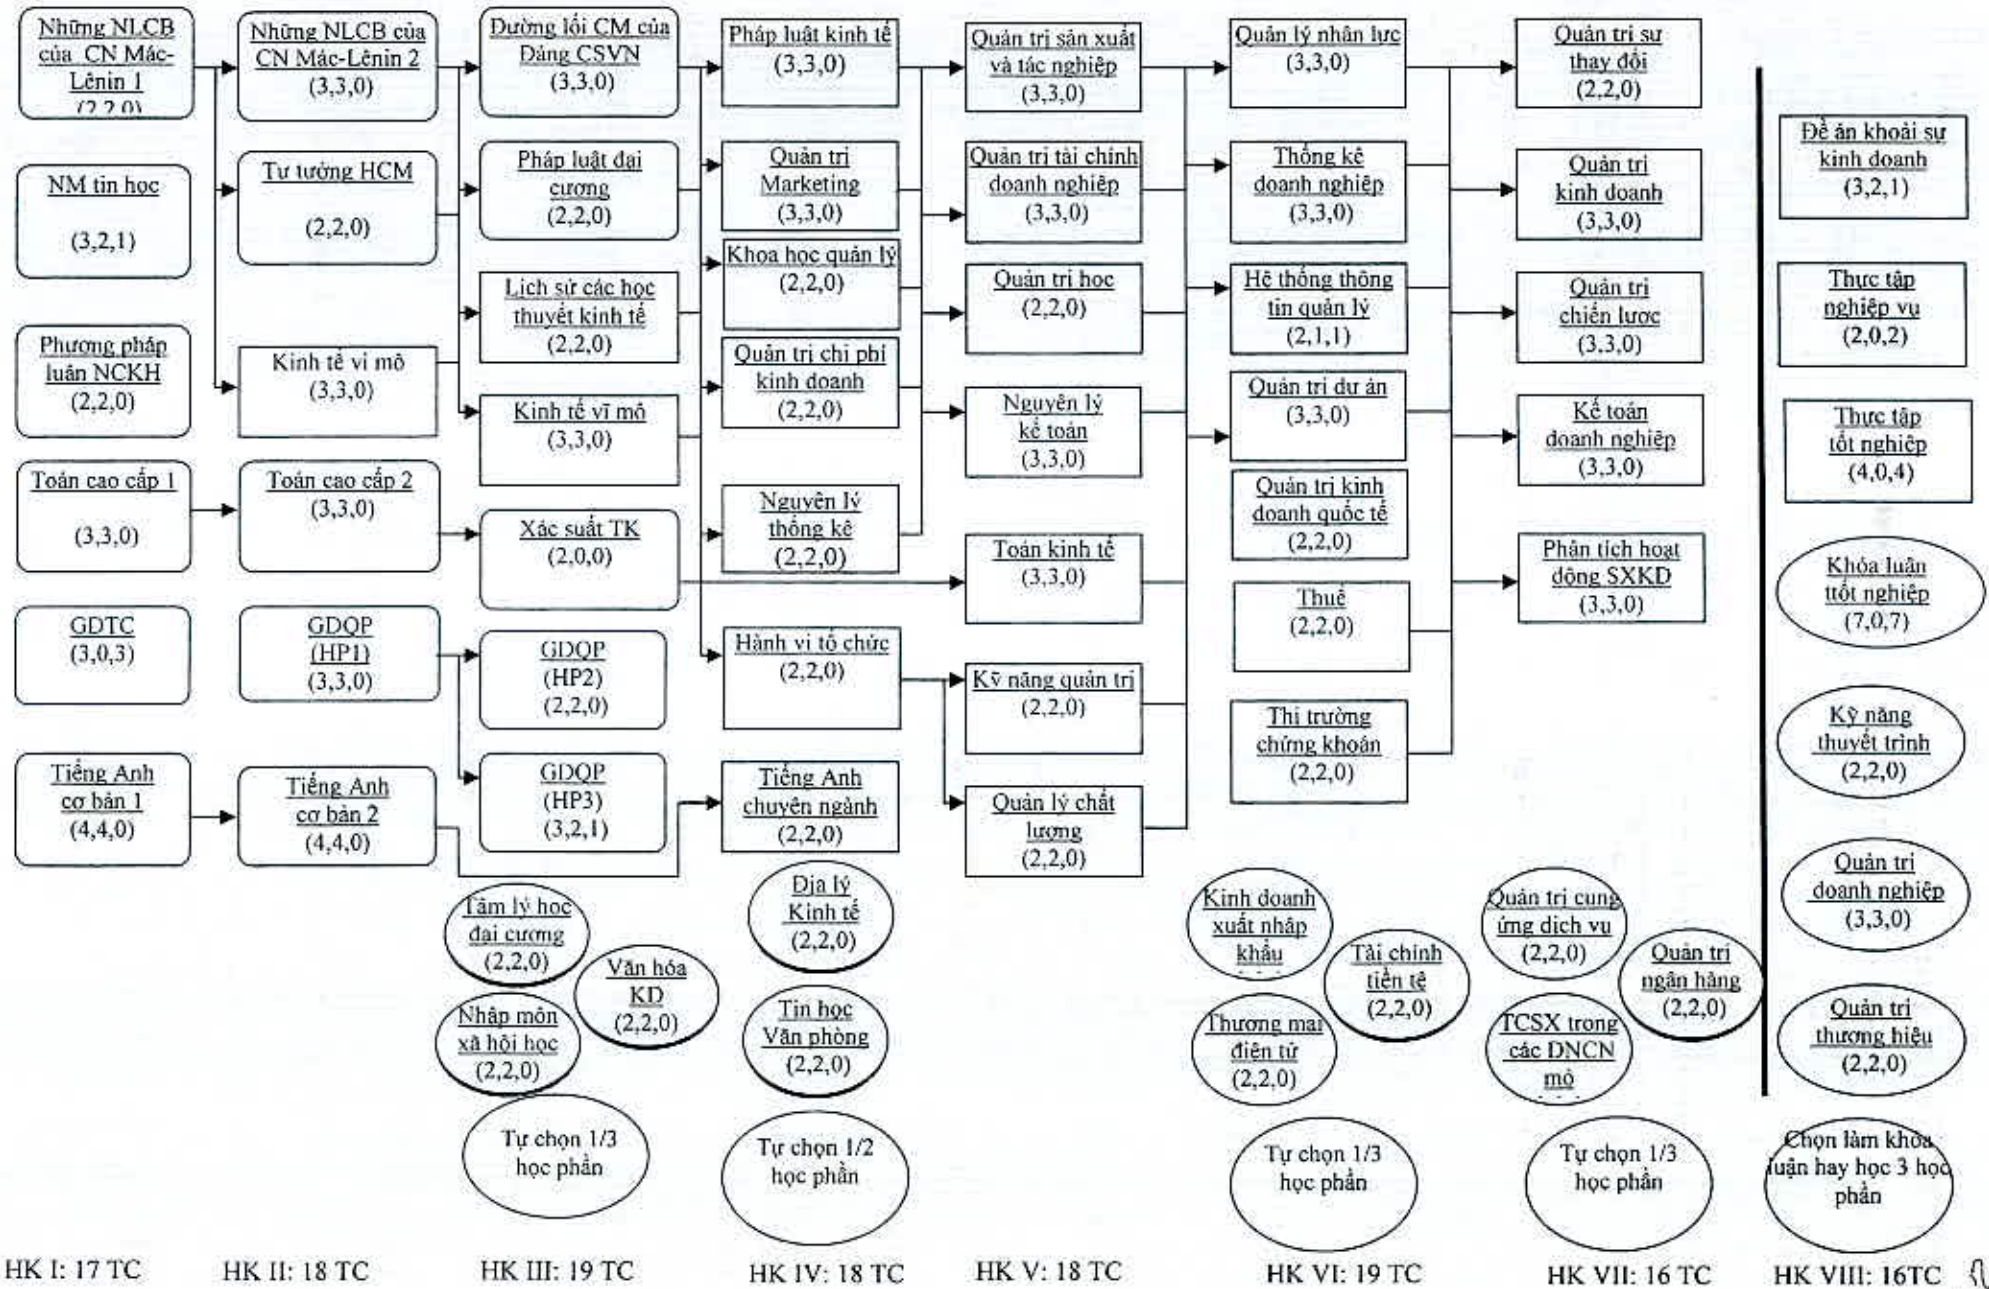 Những NLCB
của CN Mác-
Lênin 1
(2,2,0)
NM tin học
(3,2,1)
Phương pháp
luận NCKH
(2,2,0)
Toán cao cấp 1
(3,3,0)
GDTC
(3,0,3)
Tiếng Anh
cơ bản 1
(4,4,0)
Những NLCB của
CN Mác-Lênin 2
(3,3,0)
Tư tưởng HCM
(2,2,0)
Kinh tế vi mô
(3,3,0)
Toán cao cấp 2
(3,3,0)
GDQP
(HP1)
(3,3,0)
Tiếng Anh
cơ bản 2
(4,4,0)
Đường lối CM của
Đảng CSVN
(3,3,0)
Pháp luật đại
cương
(2,2,0)
Lịch sử các học
thuyết kinh tế
(2,2,0)
Kinh tế vĩ mô
(3,3,0)
Xác suất TK
(2,0,0)
GDQP
(HP2)
(2,2,0)
GDQP
(HP3)
(3,2,1)
Tâm lý học
đại cương
(2,2,0)
Văn hóa
KD
(2,2,0)
Nhập môn
xã hội học
(2,2,0)
Tự chọn 1/3
học phần
Pháp luật kinh tế
(3,3,0)
Quản trị
Marketing
(3,3,0)
Khoa học quản lý
(2,2,0)
Quản trị chi phí
kinh doanh
(2,2,0)
Nguyên lý
thống kê
(2,2,0)
Hành vi tổ chức
(2,2,0)
Tiếng Anh
chuyên ngành
(2,2,0)
Địa lý
Kinh tế
(2,2,0)
Tin học
Văn phòng
(2,2,0)
Tự chọn 1/2
học phần
Quản trị sản xuất
và tác nghiệp
(3,3,0)
Quản trị tài chính
doanh nghiệp
(3,3,0)
Quản trị học
(2,2,0)
Nguyên lý
kế toán
(3,3,0)
Toán kinh tế
(3,3,0)
Kỹ năng quản trị
(2,2,0)
Quản lý chất
lượng
(2,2,0)
Quản lý nhân lực
(3,3,0)
Thống kê
doanh nghiệp
(3,3,0)
Hệ thống thông
tin quản lý
(2,1,1)
Quản trị dự án
(3,3,0)
Quản trị kinh
doanh quốc tế
(2,2,0)
Thuế
(2,2,0)
Thị trường
chứng khoán
(2,2,0)
Kinh doanh
xuất nhập
khẩu
Tài chính
tiền tệ
(2,2,0)
Thương mại
điện tử
(2,2,0)
Tự chọn 1/3
học phần
Quản trị sự
thay đổi
(2,2,0)
Quản trị
kinh doanh
(3,3,0)
Quản trị
chiến lược
(3,3,0)
Kế toán
doanh nghiệp
(3,3,0)
Phân tích hoạt
động SXKD
(3,3,0)
Quản trị cung
ứng dịch vụ
(2,2,0)
Quản trị
ngân hàng
(2,2,0)
TCSX trong
các DNCN
mỏ
Tự chọn 1/3
học phần
Đề án khoải sự
kinh doanh
(3,2,1)
Thực tập
nghiệp vụ
(2,0,2)
Thực tập
tốt nghiệp
(4,0,4)
Khóa luận
ttốt nghiệp
(7,0,7)
Kỹ năng
thuyết trình
(2,2,0)
Quản trị
doanh nghiệp
(3,3,0)
Quản trị
thương hiệu
(2,2,0)
Chọn làm khóa
luận hay học 3 học
phần
HK I: 17 TC
HK II: 18 TC
HK III: 19 TC
HK IV: 18 TC
HK V: 18 TC
HK VI: 19 TC
HK VII: 16 TC
HK VIII: 16TC